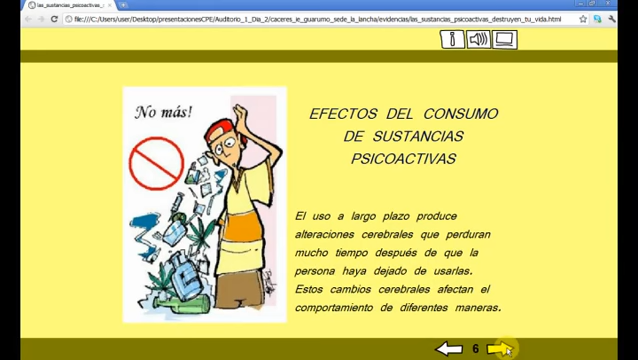 las_sustancias_psicoactivas_d
file:///C:/Users/user/Desktop/presentacionesCPE/Auditorio_1_Dia_2/caceres_ie_guarumo_sede_la_lancha/evidencias/las_sustancias_psicoactivas_destruyen_tu_vida.html
No más!
EFECTOS DEL CONSUMO
DE SUSTANCIAS
PSICOACTIVAS
El uso a largo plazo produce
alteraciones cerebrales que perduran
mucho tiempo después de que la
persona haya dejado de usarlas.
Estos cambios cerebrales afectan el
comportamiento de diferentes maneras.
6